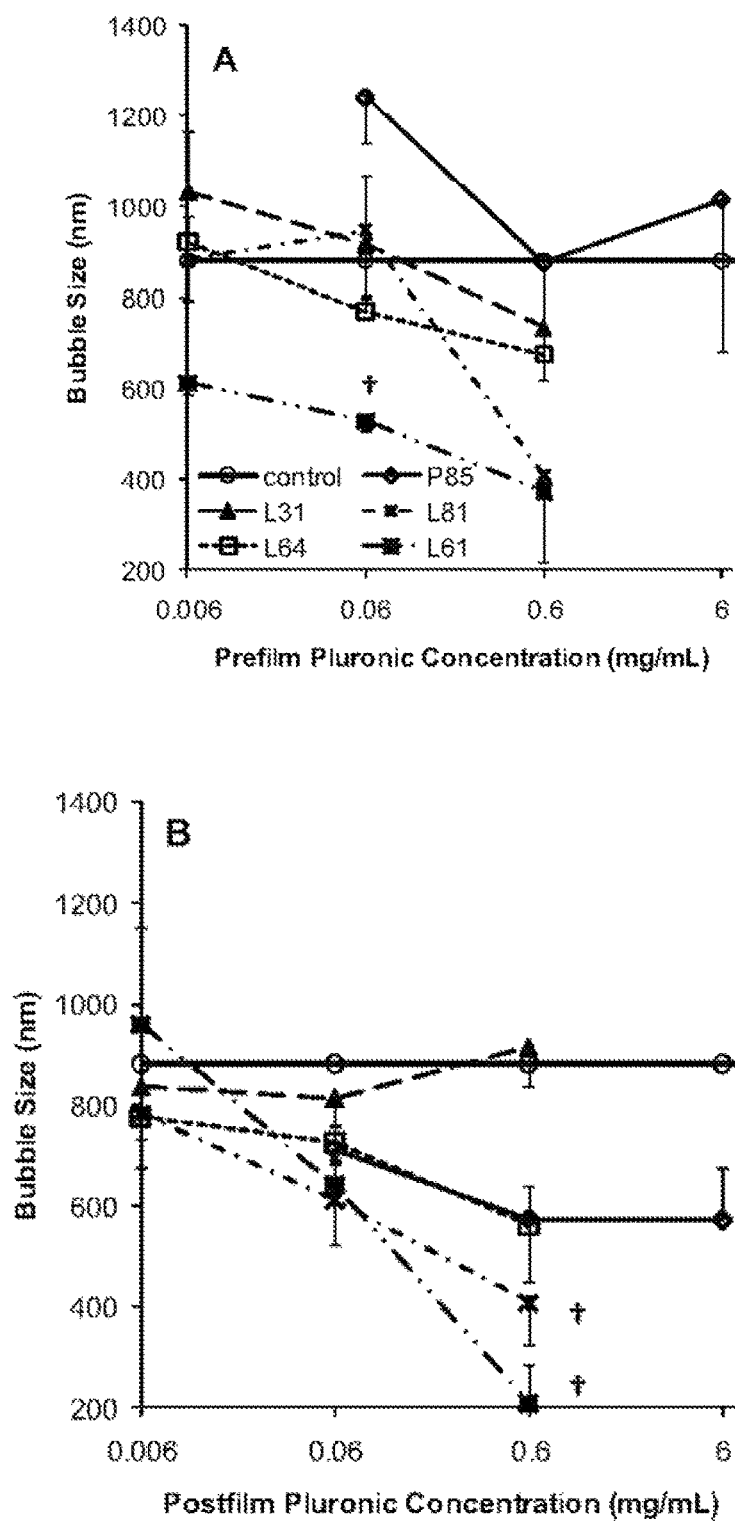 1400
A
1200
1000
800
600
†
400
control P85
L31 L81
L64 L61
200
0.006 0.06 0.6 6
Bubble Size (nm)
Prefilm Pluronic Concentration (mg/mL)
1400
B
1200
1000
800
600
400
†
†
200
0.006 0.06 0.6 6
Bubble Size (nm)
Postfilm Pluronic Concentration (mg/mL)